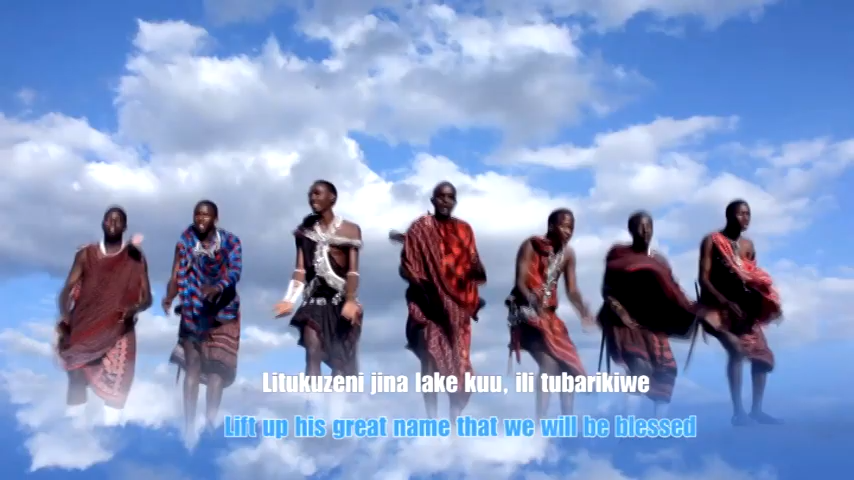 Litukuzeni jina lake kuu, ili tubarikiwe
Lift up his great name that we will be blessed